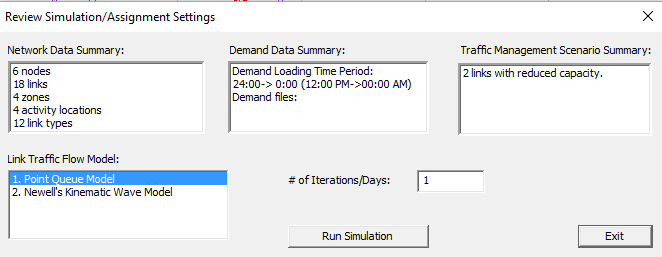 Review Simulation/Assignment Settings
Network Data Summary:
6 nodes
18 links
4 zones
4 activity locations
12 link types
Demand Data Summary:
Demand Loading Time Period:
24:00-> 0:00 (12:00 PM->00:00 AM)
Demand files:
Traffic Management Scenario Summary:
2 links with reduced capacity.
Link Traffic Flow Model:
1. Point Queue Model
2. Newell's Kinematic Wave Model
# of Iterations/Days:
1
Run Simulation
Exit